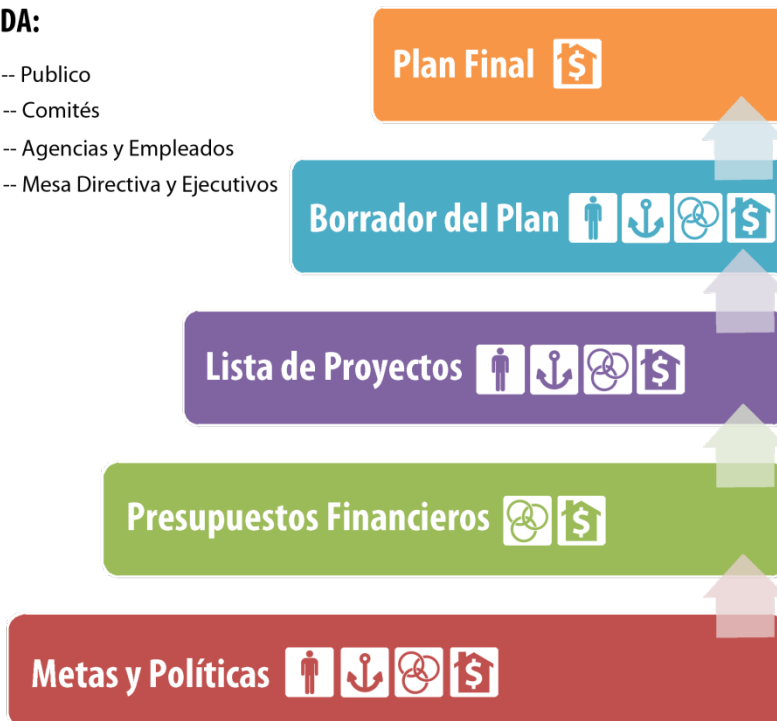 DA:
-- Publico
-- Comités
-- Agencias y Empleados
-- Mesa Directiva y Ejecutivos
Plan Final
Borrador del Plan
Lista de Proyectos
Presupuestos Financieros
Metas y Políticas